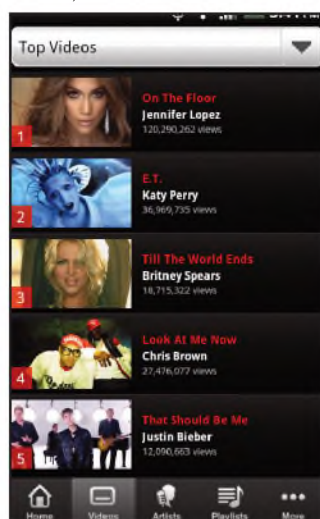 Top Videos
1
On The Floor
Jennifer Lopez
120,290,262 views
2
E.T.
Katy Perry
36,969,735 views
3
Till The World Ends
Britney Spears
18,715,322 views
4
Look At Me Now
Chris Brown
27,476,077 views
5
That Should Be Me
Justin Bieber
12,090,663 views
Home Videos Artists Playlists More